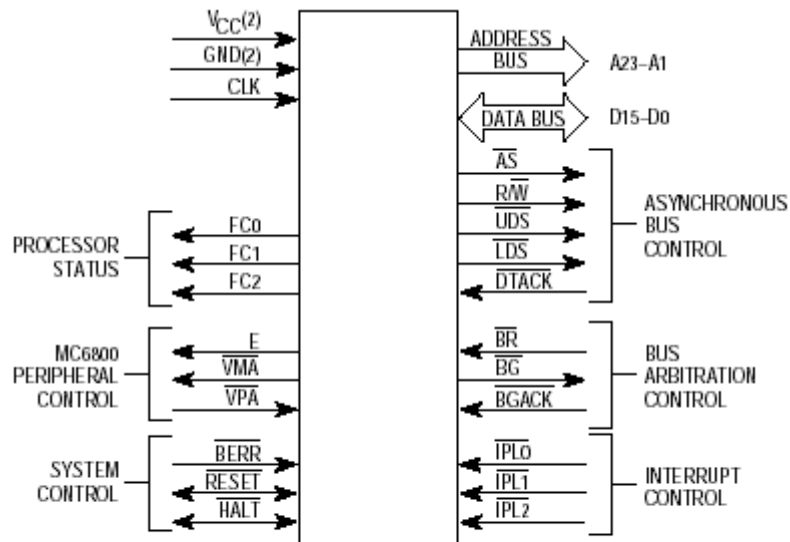 VCC(2)
GND(2)
CLK
PROCESSOR
STATUS
FC0
FC1
FC2
MC6800
PERIPHERAL
CONTROL
E
VMA
VPA
SYSTEM
CONTROL
BERR
RESET
HALT
ADDRESS
BUS
A23–A1
DATA BUS
D15–D0
AS
R/W
UDS
LDS
DTACK
ASYNCHRONOUS
BUS
CONTROL
BR
BG
BGACK
BUS
ARBITRATION
CONTROL
IPL0
IPL1
IPL2
INTERRUPT
CONTROL